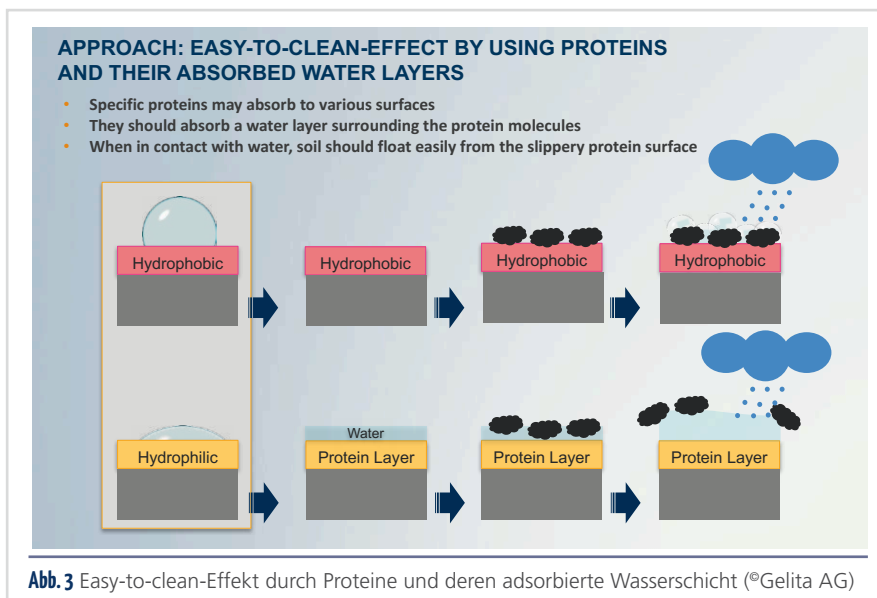 APPROACH: EASY-TO-CLEAN-EFFECT BY USING PROTEINS
AND THEIR ABSORBED WATER LAYERS
• Specific proteins may absorb to various surfaces
• They should absorb a water layer surrounding the protein molecules
• When in contact with water, soil should float easily from the slippery protein surface
Hydrophobic
Hydrophobic
Hydrophobic
Hydrophobic
Water
Hydrophilic
Protein Layer
Protein Layer
Protein Layer
Abb. 3 Easy-to-clean-Effekt durch Proteine und deren adsorbierte Wasserschicht (©Gelita AG)